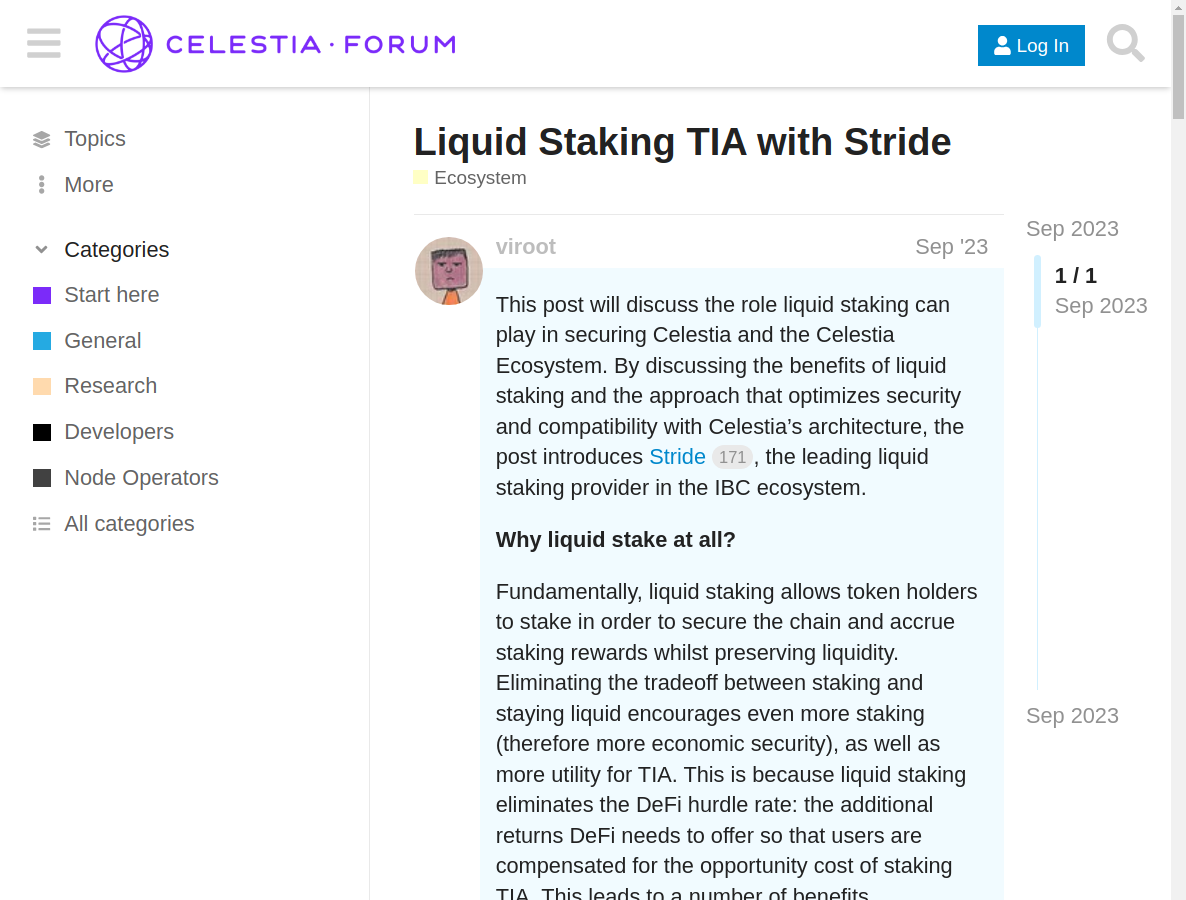 CELESTIA · FORUM
Log In
Topics
More
Categories
Start here
General
Research
Developers
Node Operators
All categories
Liquid Staking TIA with Stride
Ecosystem
viroot
Sep '23
This post will discuss the role liquid staking can
play in securing Celestia and the Celestia
Ecosystem. By discussing the benefits of liquid
staking and the approach that optimizes security
and compatibility with Celestia’s architecture, the
post introduces Stride 171, the leading liquid
staking provider in the IBC ecosystem.
Why liquid stake at all?
Fundamentally, liquid staking allows token holders
to stake in order to secure the chain and accrue
staking rewards whilst preserving liquidity.
Eliminating the tradeoff between staking and
staying liquid encourages even more staking
(therefore more economic security), as well as
more utility for TIA. This is because liquid staking
eliminates the DeFi hurdle rate: the additional
returns DeFi needs to offer so that users are
compensated for the opportunity cost of staking
TIA. This leads to a number of benefits
Sep 2023
1 / 1
Sep 2023
Sep 2023